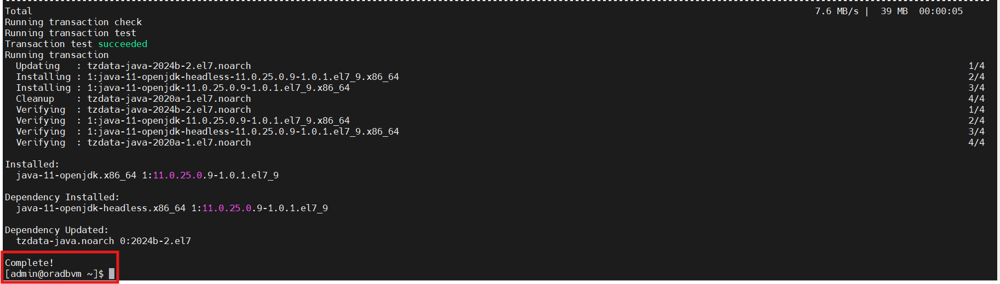 Total 7.6 MB/s | 39 MB 00:00:05
Running transaction check
Running transaction test
Transaction test succeeded
Running transaction
Updating : tzdata-java-2024b-2.el7.noarch 1/4
Installing : 1:java-11-openjdk-headless-11.0.25.0.9-1.0.1.el7_9.x86_64 2/4
Installing : 1:java-11-openjdk-11.0.25.0.9-1.0.1.el7_9.x86_64 3/4
Cleanup : tzdata-java-2020a-1.el7.noarch 4/4
Verifying : tzdata-java-2024b-2.el7.noarch 1/4
Verifying : 1:java-11-openjdk-11.0.25.0.9-1.0.1.el7_9.x86_64 2/4
Verifying : 1:java-11-openjdk-headless-11.0.25.0.9-1.0.1.el7_9.x86_64 3/4
Verifying : tzdata-java-2020a-1.el7.noarch 4/4
Installed:
java-11-openjdk.x86_64 1:11.0.25.0.9-1.0.1.el7_9
Dependency Installed:
java-11-openjdk-headless.x86_64 1:11.0.25.0.9-1.0.1.el7_9
Dependency Updated:
tzdata-java.noarch 0:2024b-2.el7
Complete!
[admin@oradbvm ~]$